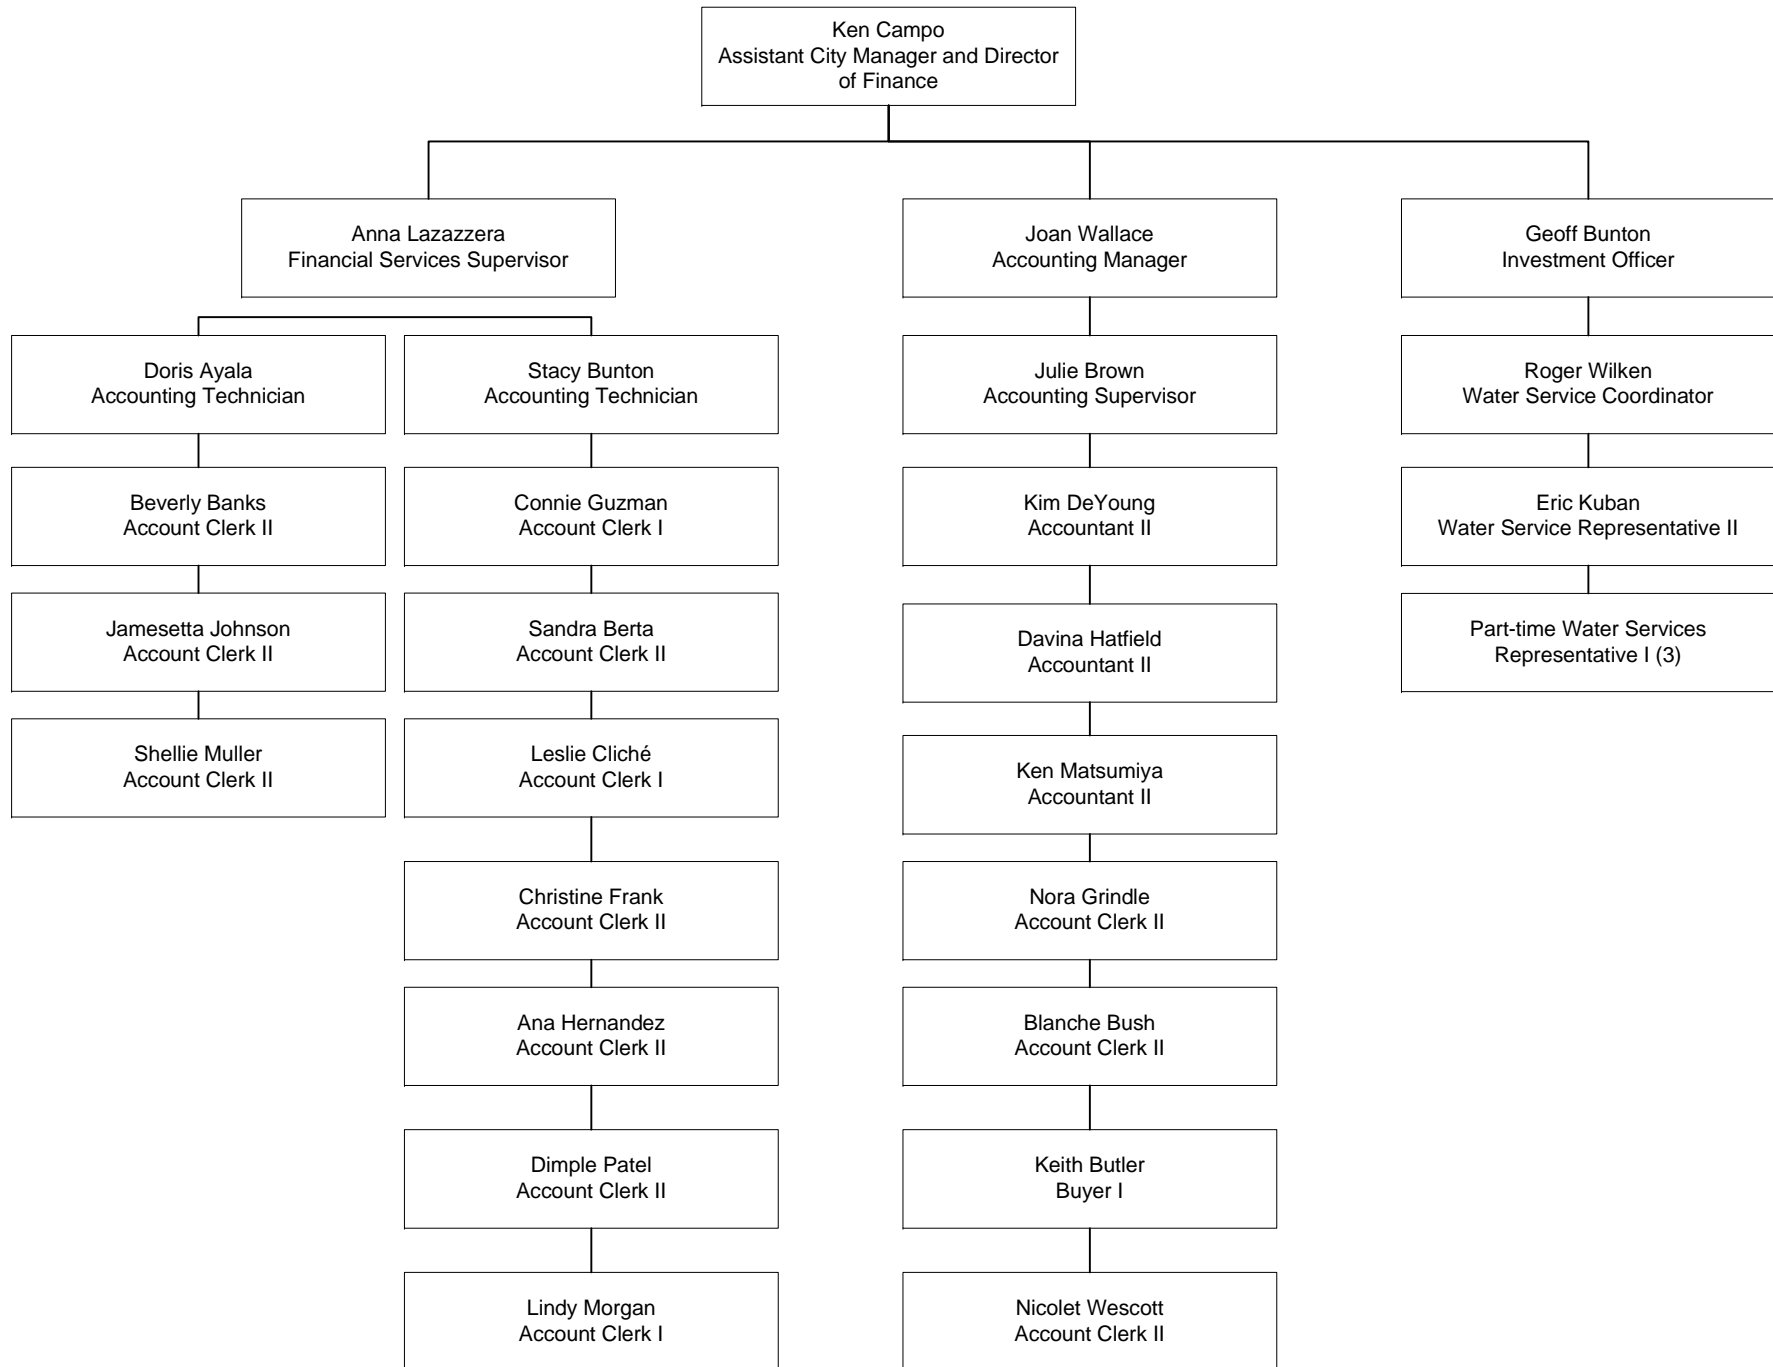 Ken Campo
Assistant City Manager and Director
of Finance
Anna Lazazzera
Financial Services Supervisor
Joan Wallace
Accounting Manager
Geoff Bunton
Investment Officer
Doris Ayala
Accounting Technician
Stacy Bunton
Accounting Technician
Julie Brown
Accounting Supervisor
Roger Wilken
Water Service Coordinator
Beverly Banks
Account Clerk II
Connie Guzman
Account Clerk I
Kim DeYoung
Accountant II
Eric Kuban
Water Service Representative II
Jamesetta Johnson
Account Clerk II
Sandra Berta
Account Clerk II
Davina Hatfield
Accountant II
Part-time Water Services
Representative I (3)
Shellie Muller
Account Clerk II
Leslie Cliché
Account Clerk I
Ken Matsumiya
Accountant II
Christine Frank
Account Clerk II
Nora Grindle
Account Clerk II
Ana Hernandez
Account Clerk II
Blanche Bush
Account Clerk II
Dimple Patel
Account Clerk II
Keith Butler
Buyer I
Lindy Morgan
Account Clerk I
Nicolet Wescott
Account Clerk II